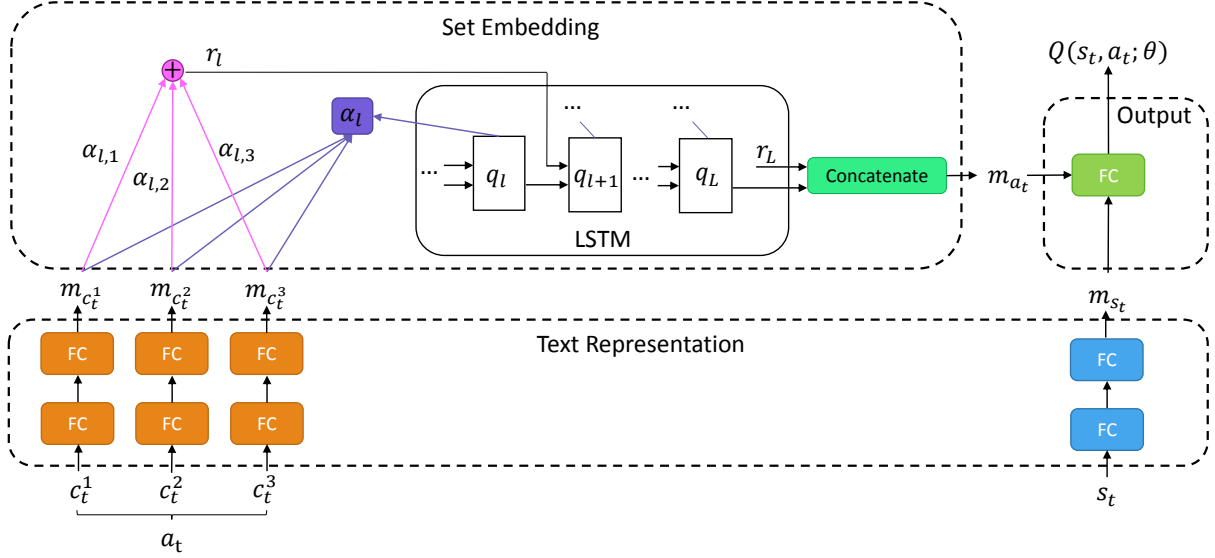 Set Embedding
r_l
Q(s_t, a_t; θ)
α_l
... ...
Output
α_{l,1} α_{l,2} α_{l,3}
... q_l q_{l+1} ... q_L
r_L
Concatenate
m_{a_t}
FC
LSTM
m_{c_t^1} m_{c_t^2} m_{c_t^3}
m_{s_t}
Text Representation
FC FC FC FC
FC FC FC FC
c_t^1 c_t^2 c_t^3
s_t
a_t